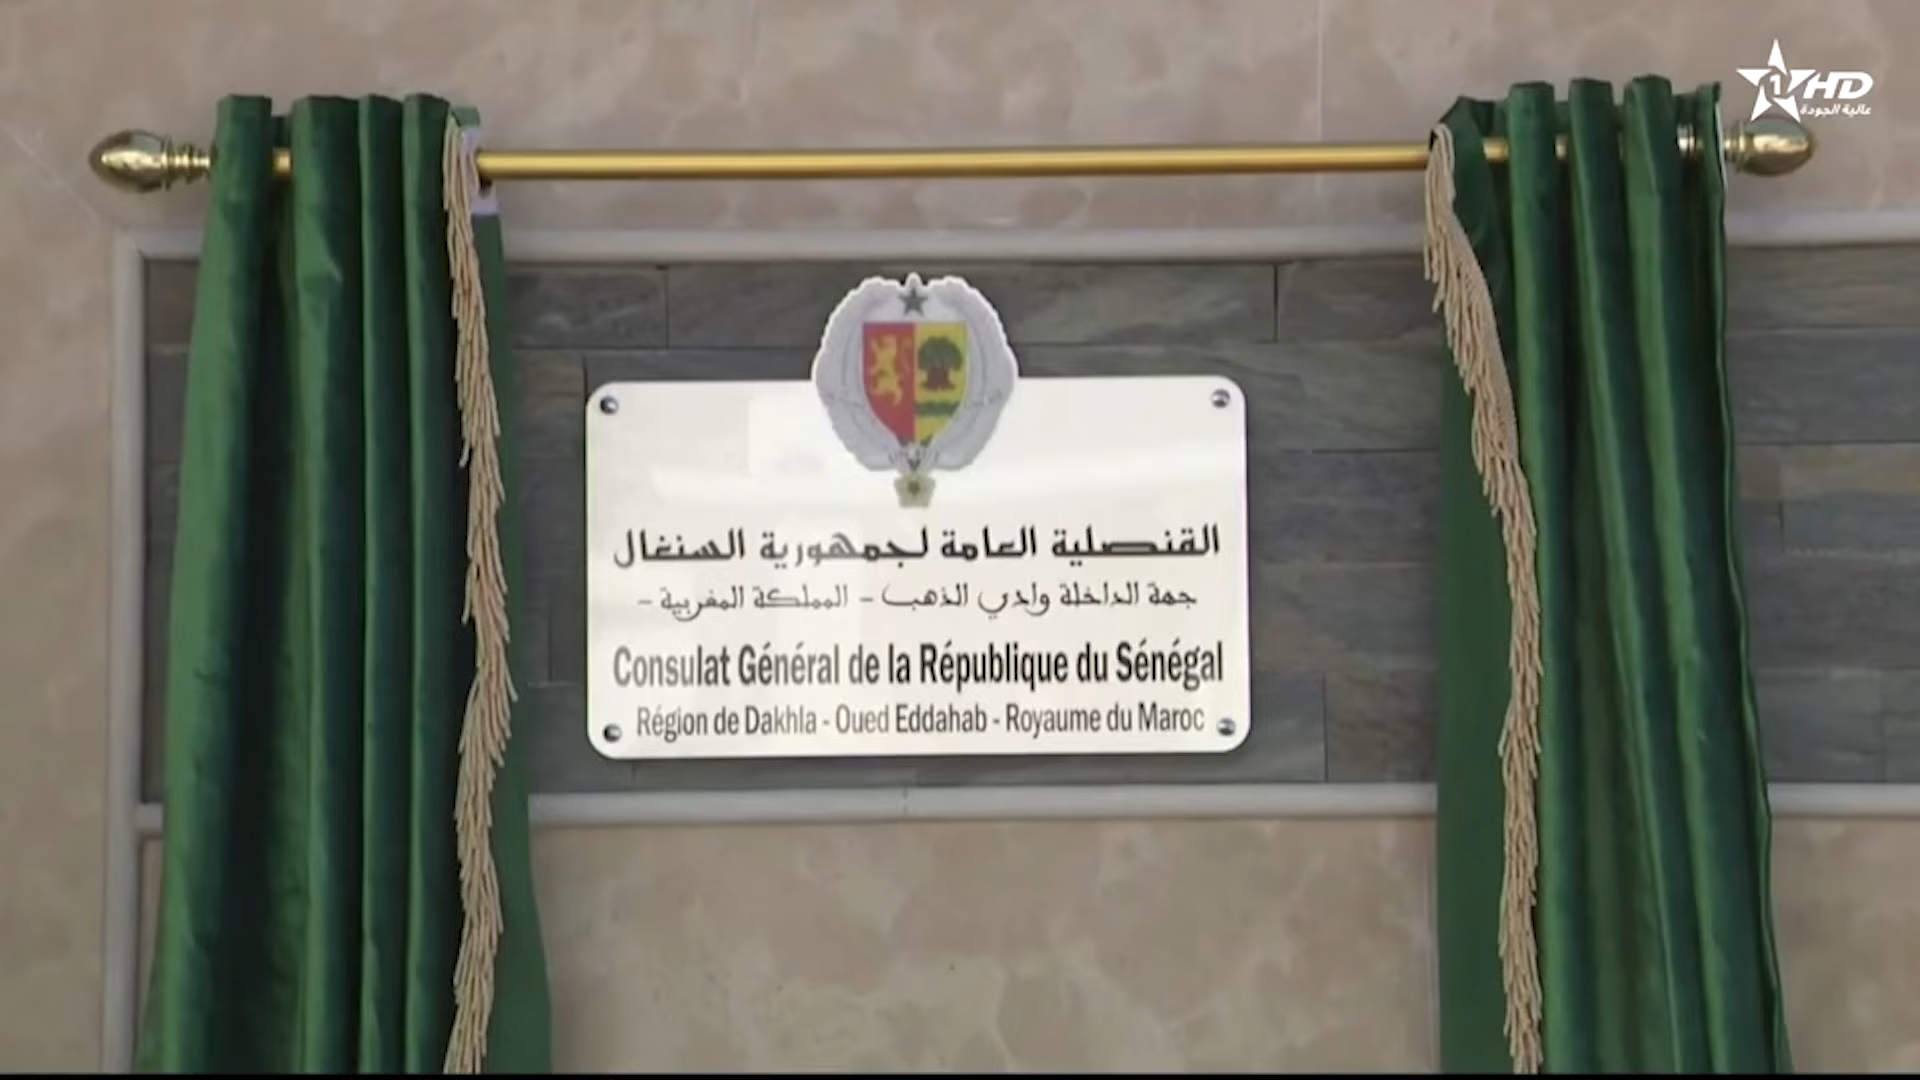 1 HD
عالية الجودة
القنصلية العامة لجمهورية السنغال
جهة الداخلة وادي الذهب - المملكة المغربية -
Consulat Général de la République du Sénégal
Région de Dakhla - Oued Eddahab - Royaume du Maroc